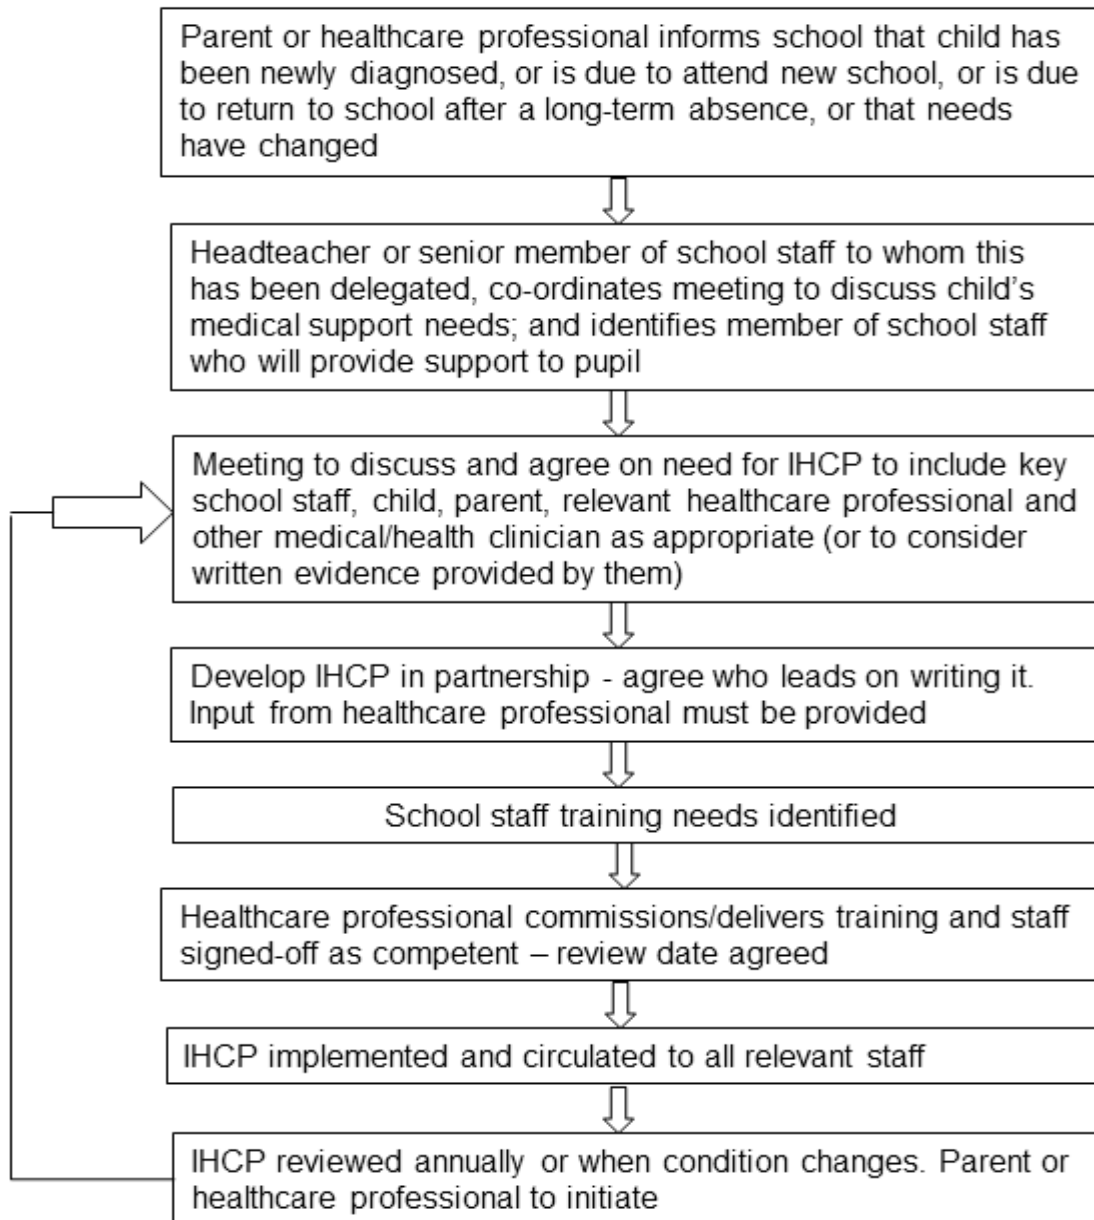 Parent or healthcare professional informs school that child has
been newly diagnosed, or is due to attend new school, or is due
to return to school after a long-term absence, or that needs
have changed
Headteacher or senior member of school staff to whom this
has been delegated, co-ordinates meeting to discuss child's
medical support needs; and identifies member of school staff
who will provide support to pupil
Meeting to discuss and agree on need for IHCP to include key
school staff, child, parent, relevant healthcare professional and
other medical/health clinician as appropriate (or to consider
written evidence provided by them)
Develop IHCP in partnership - agree who leads on writing it.
Input from healthcare professional must be provided
School staff training needs identified
Healthcare professional commissions/delivers training and staff
signed-off as competent – review date agreed
IHCP implemented and circulated to all relevant staff
IHCP reviewed annually or when condition changes. Parent or
healthcare professional to initiate